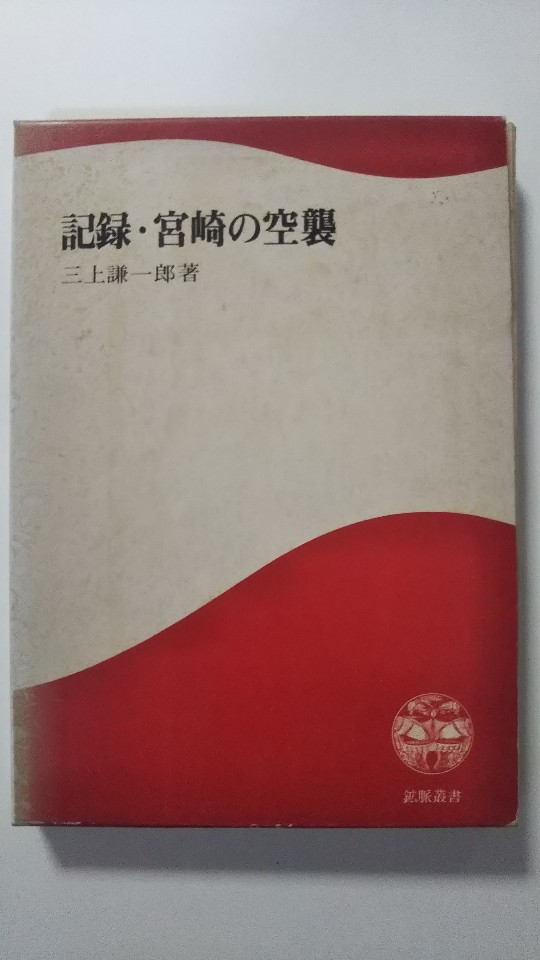 記録・宮崎の空襲
三上謙一郎著
鉱脈叢書